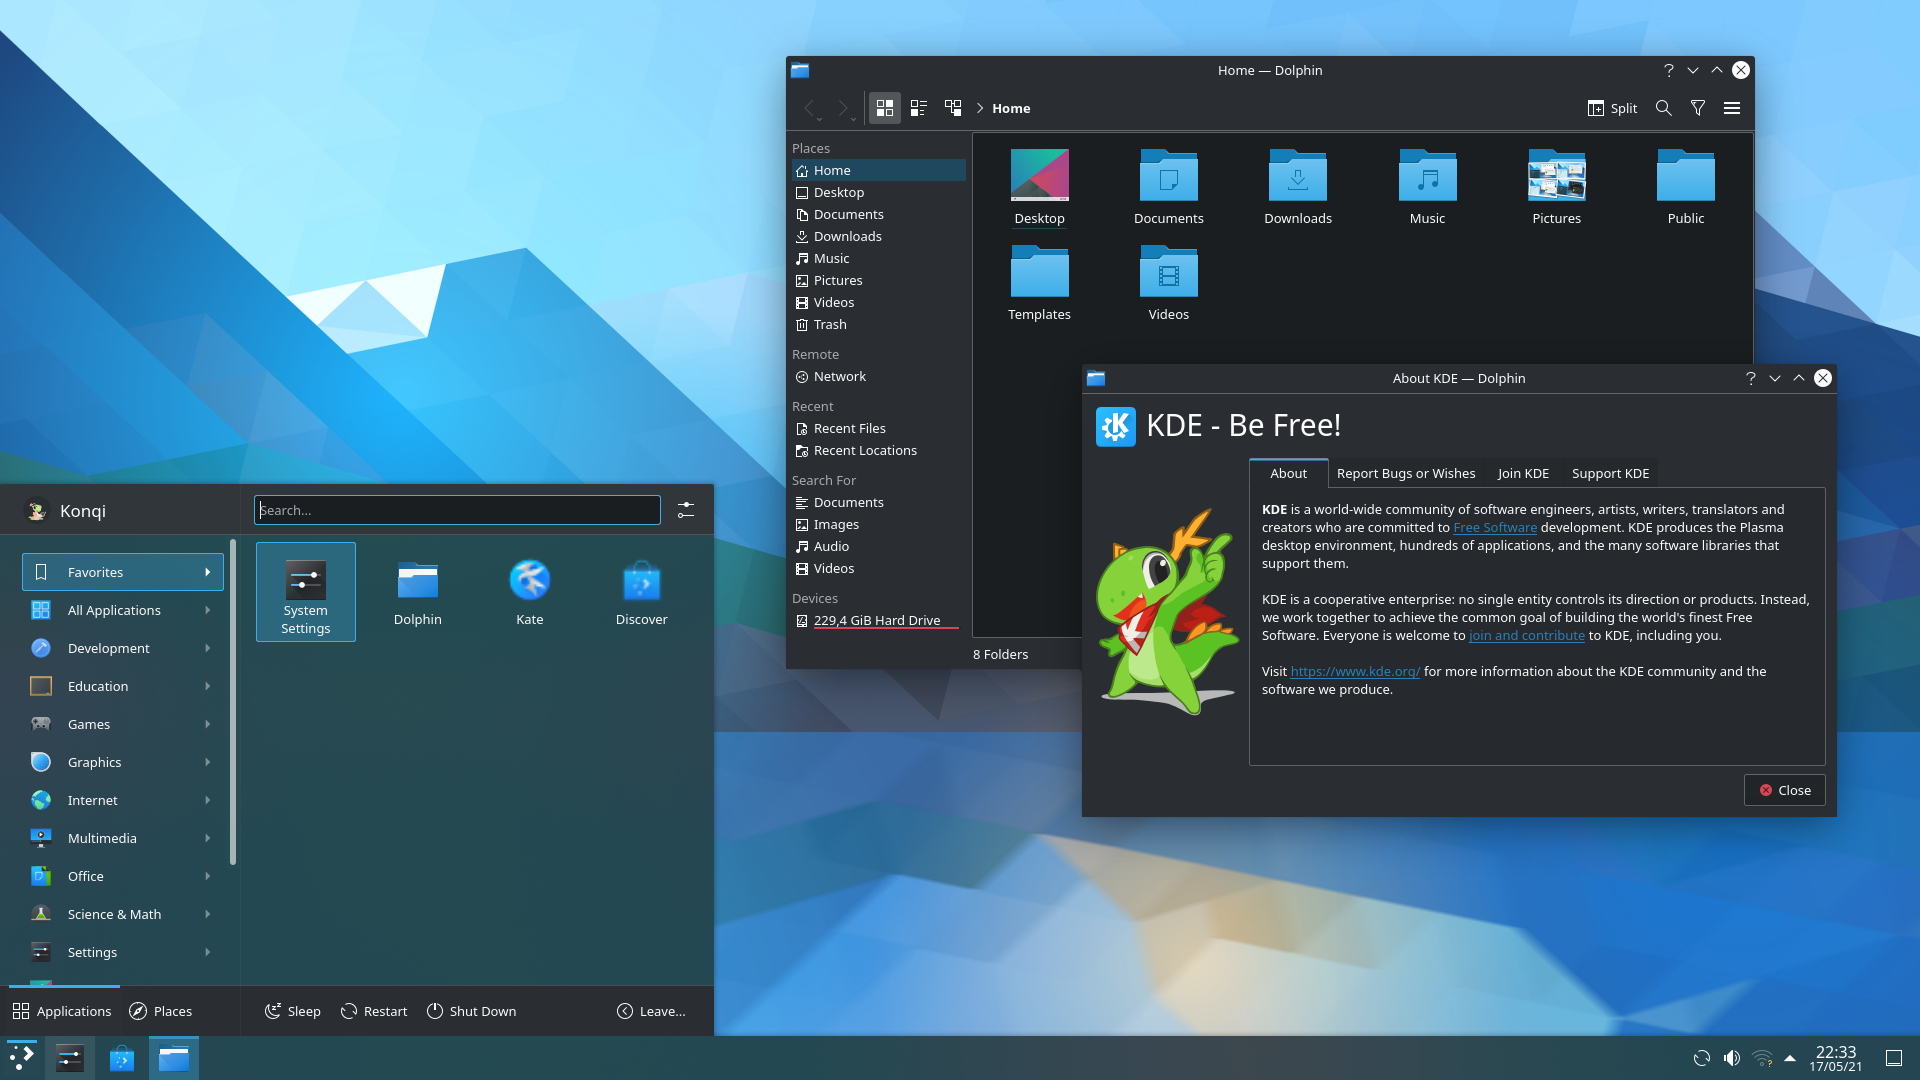 Home — Dolphin
Home
Split
Places
Home
Desktop
Documents
Downloads
Music
Pictures
Videos
Trash
Remote
Network
Recent
Recent Files
Recent Locations
Search For
Documents
Images
Audio
Videos
Devices
229,4 GiB Hard Drive
Desktop
Documents
Downloads
Music
Pictures
Public
Templates
Videos
8 Folders
About KDE — Dolphin
KDE - Be Free!
About
Report Bugs or Wishes
Join KDE
Support KDE
KDE is a world-wide community of software engineers, artists, writers, translators and
creators who are committed to Free Software development. KDE produces the Plasma
desktop environment, hundreds of applications, and the many software libraries that
support them.
KDE is a cooperative enterprise: no single entity controls its direction or products. Instead,
we work together to achieve the common goal of building the world's finest Free
Software. Everyone is welcome to join and contribute to KDE, including you.
Visit https://www.kde.org/ for more information about the KDE community and the
software we produce.
Close
Konqi
Search...
Favorites
All Applications
Development
Education
Games
Graphics
Internet
Multimedia
Office
Science & Math
Settings
System
Settings
Dolphin
Kate
Discover
Applications
Places
Sleep
Restart
Shut Down
Leave...
22:33
17/05/21